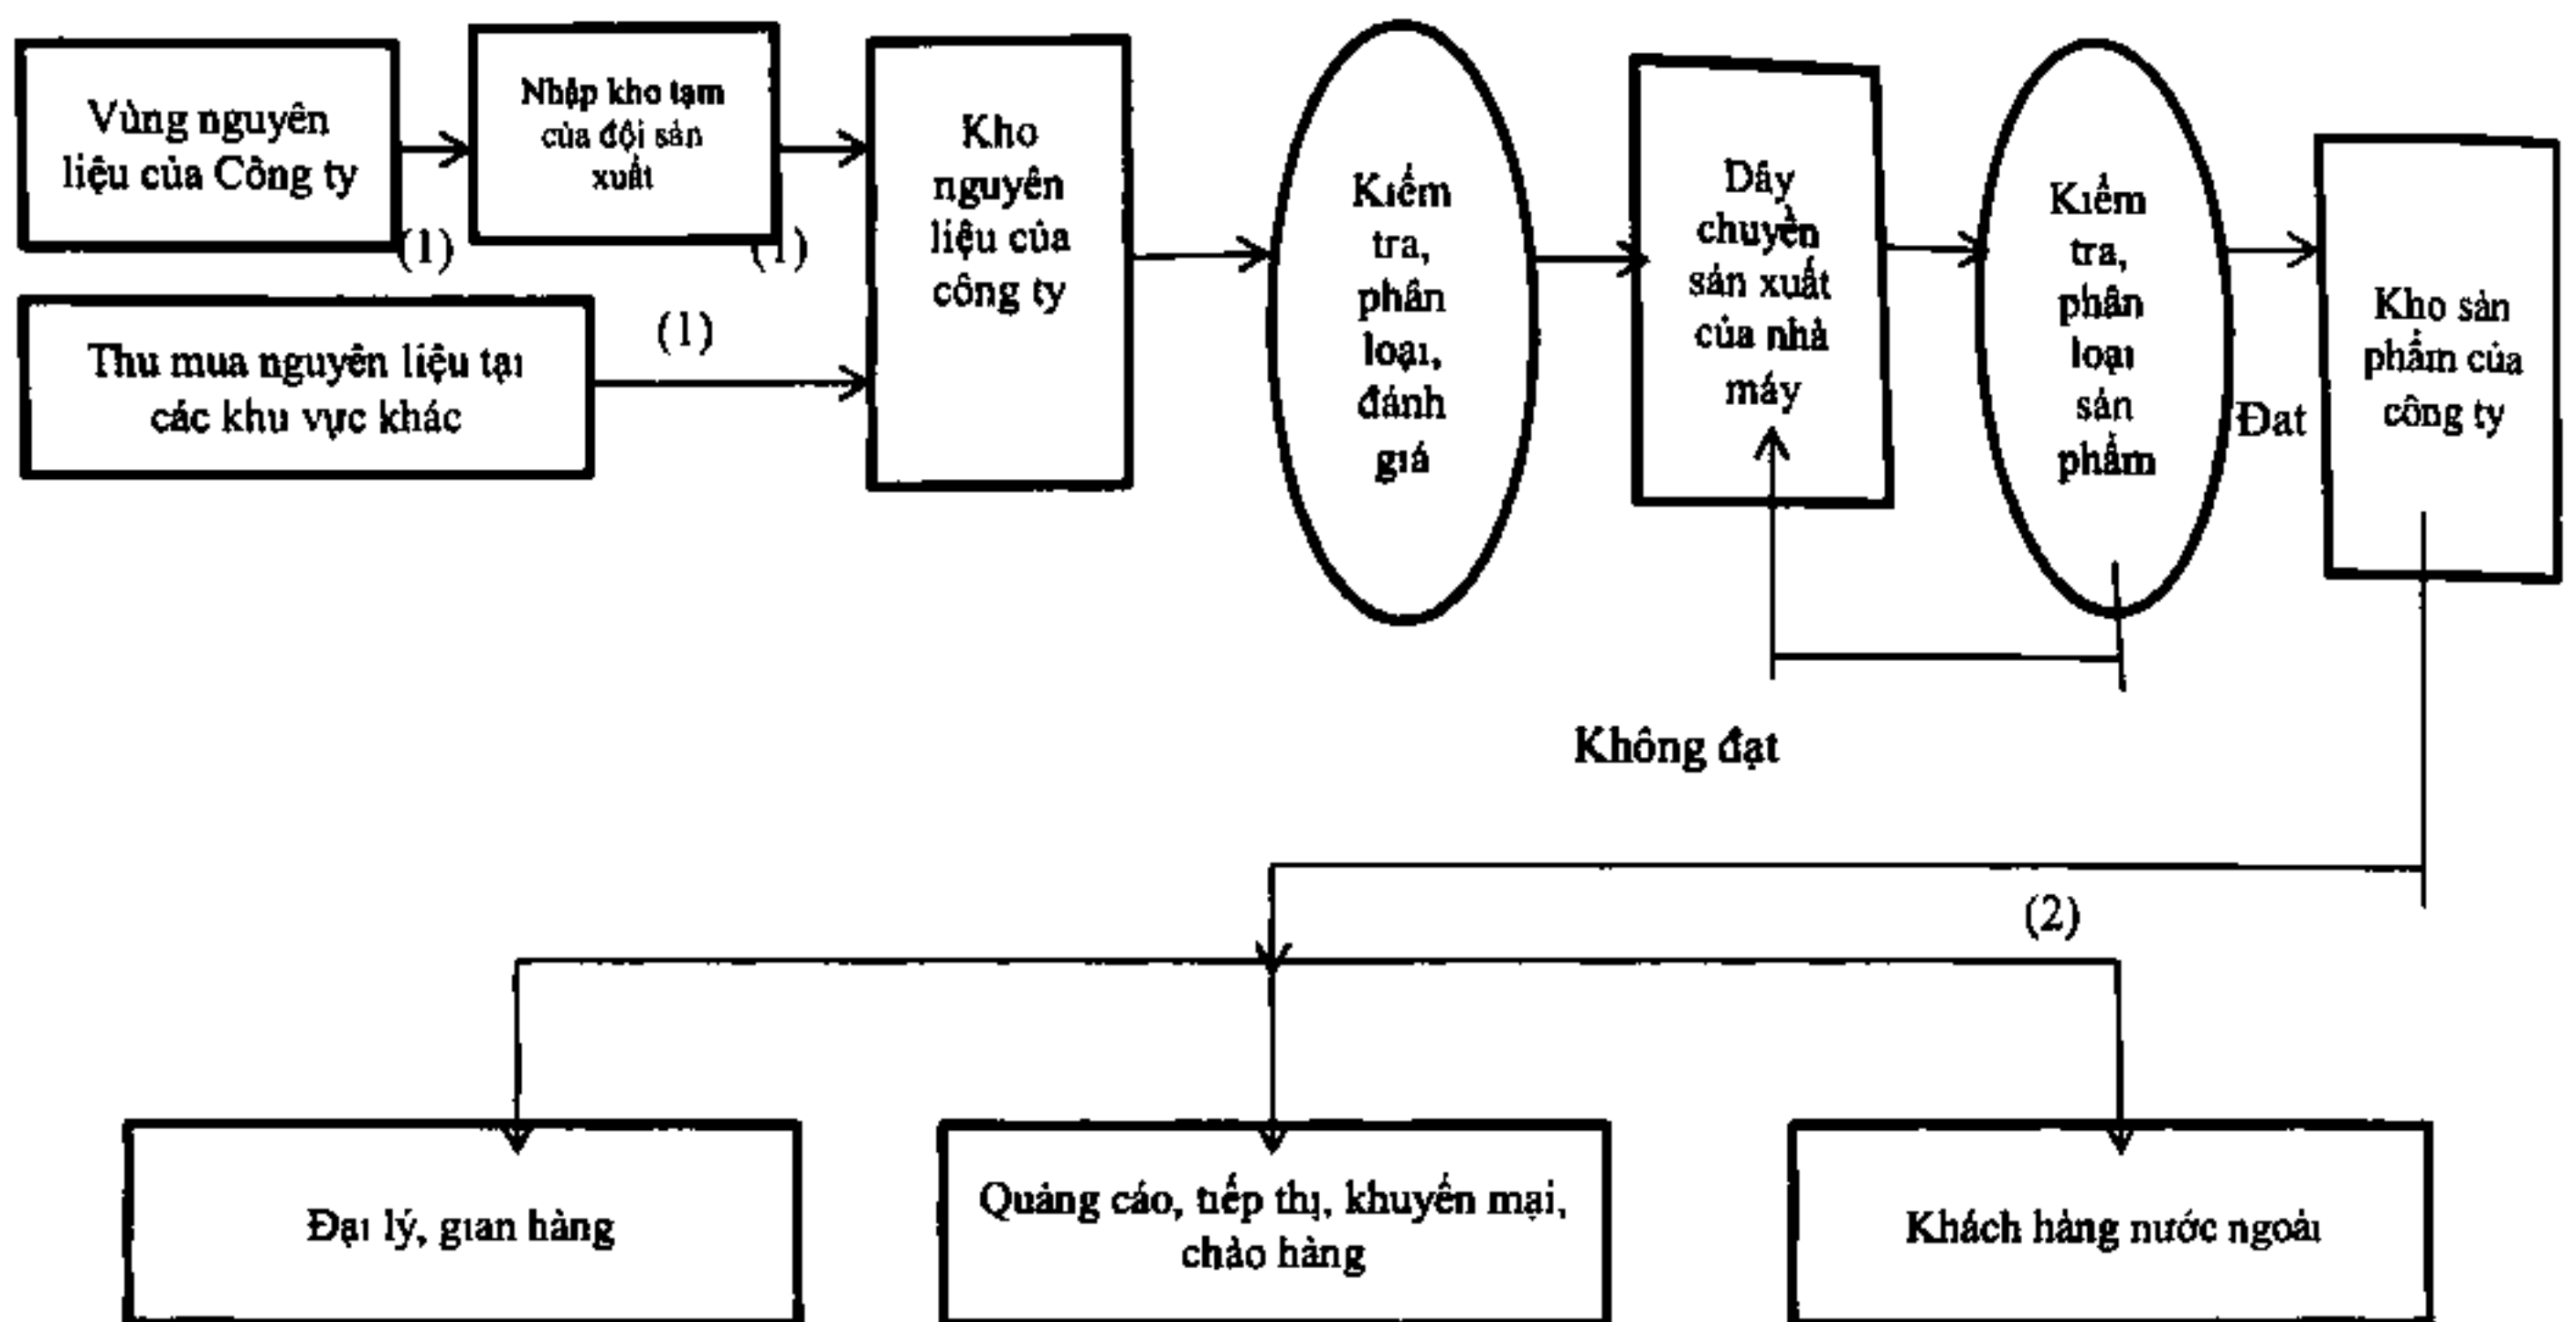 Vùng nguyên
liệu của Công ty
(1)
Nhập kho tạm
của đội sản
xuất
(1)
Thu mua nguyên liệu tại
các khu vực khác
(1)
Kho
nguyên
liệu của
công ty
Kiểm
tra,
phân
loại,
đánh
giá
Dây
chuyền
sản xuất
của nhà
máy
Kiểm
tra,
phân
loại
sản
phẩm
Đat
Kho sản
phẩm của
công ty
Không đạt
(2)
Đại lý, gian hàng
Quảng cáo, tiếp thị, khuyến mại,
chào hàng
Khách hàng nước ngoài